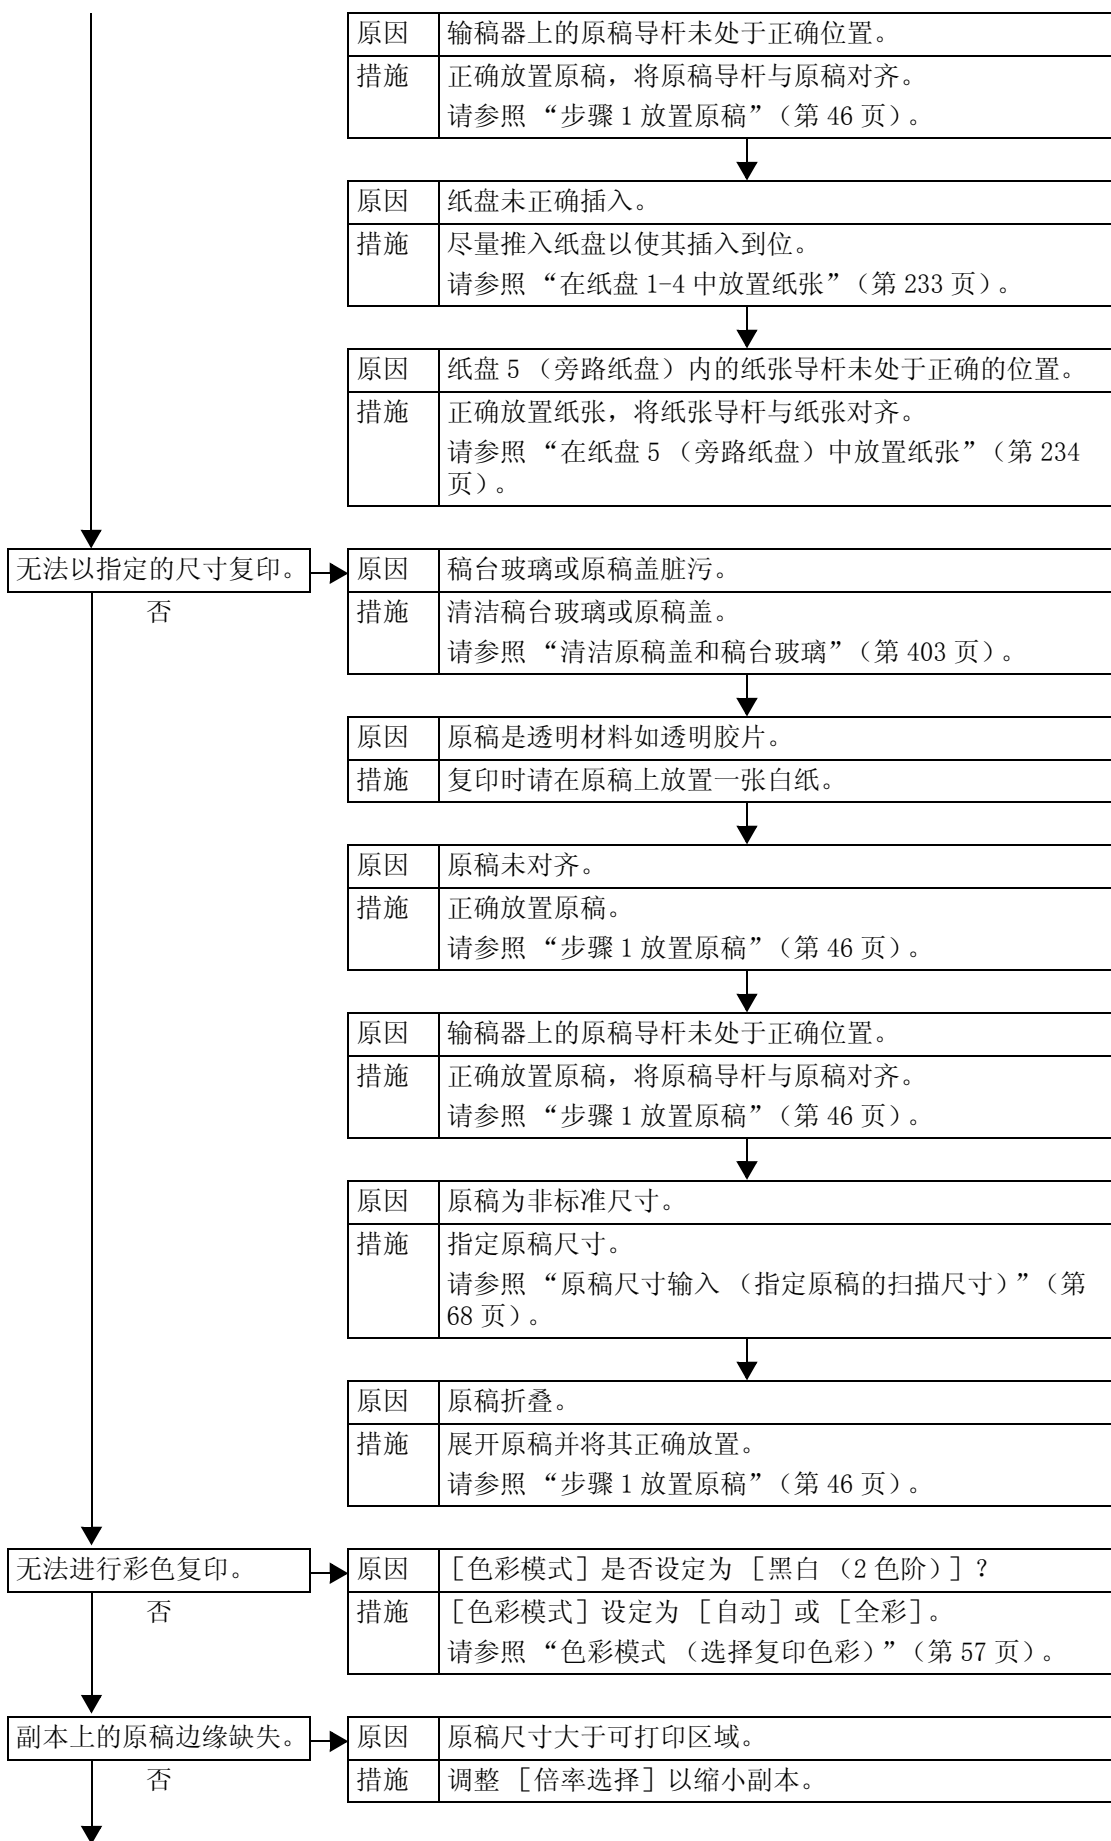 原因 输稿器上的原稿导杆未处于正确位置。
措施 正确放置原稿，将原稿导杆与原稿对齐。
请参照 “步骤 1 放置原稿”（第 46 页）。
原因 纸盘未正确插入。
措施 尽量推入纸盘以使其插入到位。
请参照 “在纸盘 1-4 中放置纸张”（第 233 页）。
原因 纸盘 5 （旁路纸盘）内的纸张导杆未处于正确的位置。
措施 正确放置纸张，将纸张导杆与纸张对齐。
请参照 “在纸盘 5 （旁路纸盘）中放置纸张”（第 234
页）。
无法以指定的尺寸复印。 原因 稿台玻璃或原稿盖脏污。
否 措施 清洁稿台玻璃或原稿盖。
请参照 “清洁原稿盖和稿台玻璃”（第 403 页）。
原因 原稿是透明材料如透明胶片。
措施 复印时请在原稿上放置一张白纸。
原因 原稿未对齐。
措施 正确放置原稿。
请参照 “步骤 1 放置原稿”（第 46 页）。
原因 输稿器上的原稿导杆未处于正确位置。
措施 正确放置原稿，将原稿导杆与原稿对齐。
请参照 “步骤 1 放置原稿”（第 46 页）。
原因 原稿为非标准尺寸。
措施 指定原稿尺寸。
请参照 “原稿尺寸输入 （指定原稿的扫描尺寸）”（第
68 页）。
原因 原稿折叠。
措施 展开原稿并将其正确放置。
请参照 “步骤 1 放置原稿”（第 46 页）。
无法进行彩色复印。 原因 ［色彩模式］是否设定为 ［黑白 （2 色阶）］？
否 措施 ［色彩模式］设定为 ［自动］或 ［全彩］。
请参照 “色彩模式 （选择复印色彩）”（第 57 页）。
副本上的原稿边缘缺失。 原因 原稿尺寸大于可打印区域。
否 措施 调整 ［倍率选择］以缩小副本。